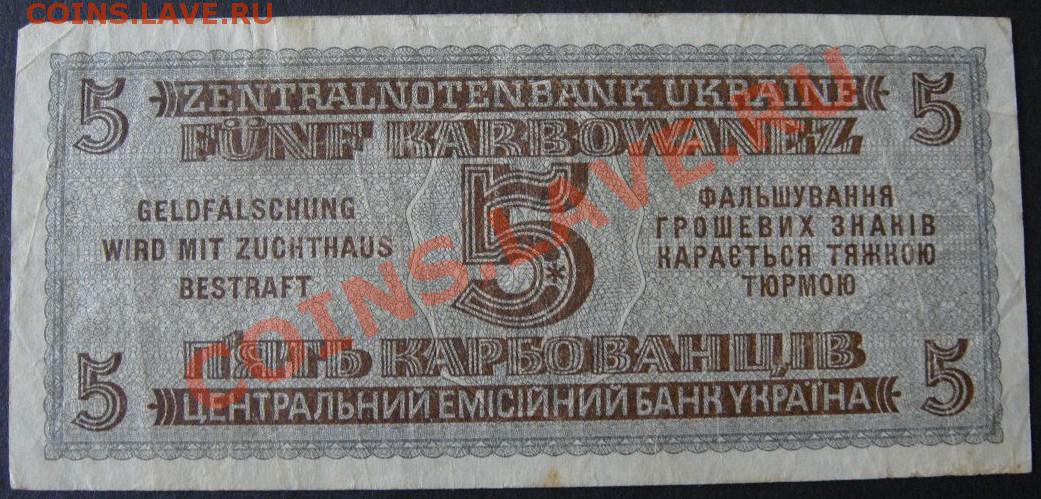 COINS.LAVE.RU
5 ZENTRALNOTENBANK UKRAINE 5
FÜNF KARBOWANEZ
5
GELDFÄLSCHUNG
WIRD MIT ZUCHTHAUS
BESTRAFT
ФАЛЬШУВАННЯ
ГРОШЕВИХ ЗНАКІВ
КАРАЄТЬСЯ ТЯЖКОЮ
ТЮРМОЮ
COINS.LAVE.RU
П'ЯТЬ КАРБОВАНЦІВ
5 ЦЕНТРАЛЬНИЙ ЕМІСІЙНИЙ БАНК УКРАЇНА 5